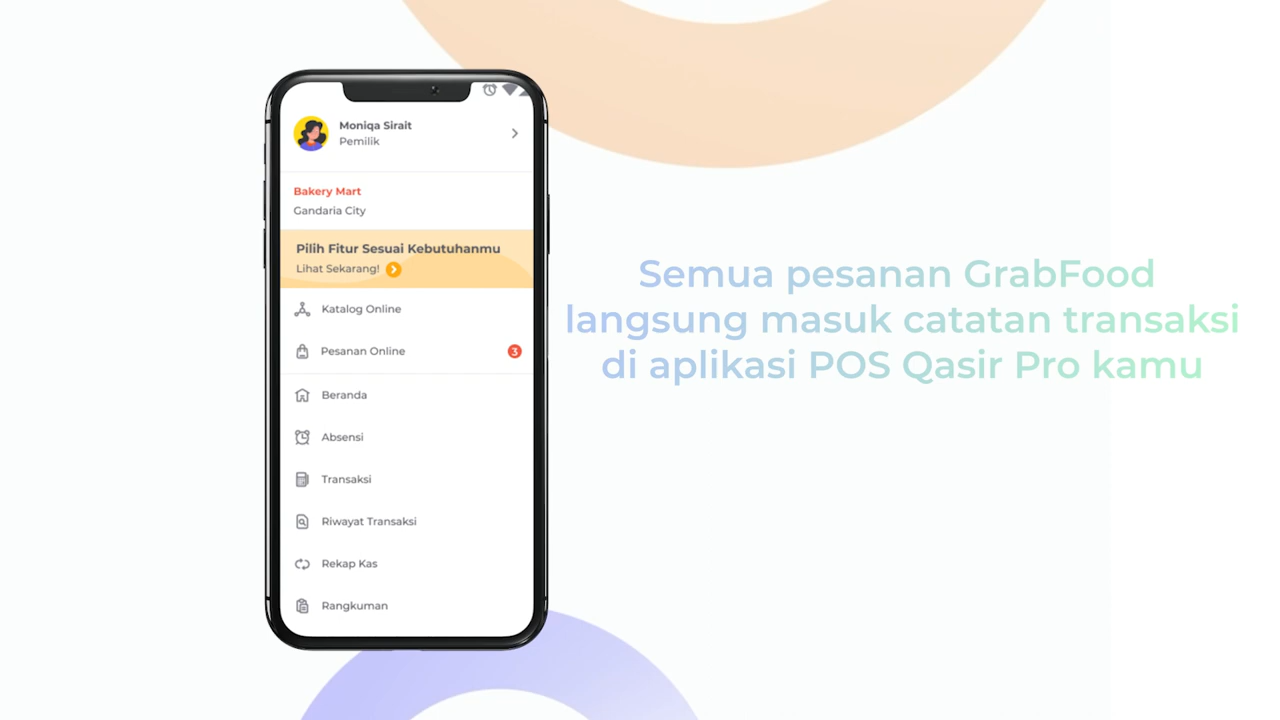 Moniqa Sirait
Pemilik
Bakery Mart
Gandaria City
Pilih Fitur Sesuai Kebutuhanmu
Lihat Sekarang!
Katalog Online
Pesanan Online 3
Beranda
Absensi
Transaksi
Riwayat Transaksi
Rekap Kas
Rangkuman
Semua pesanan GrabFood
langsung masuk catatan transaksi
di aplikasi POS Qasir Pro kamu